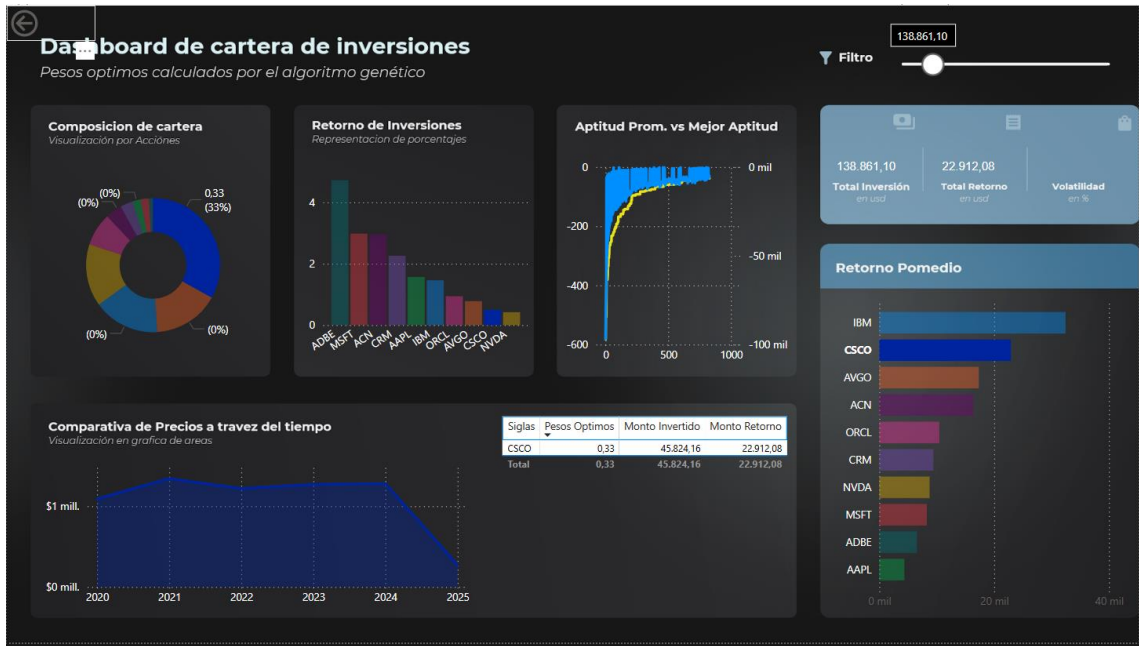 Dashboard de cartera de inversiones
Pesos optimos calculados por el algoritmo genético
Filtro
138.861,10
Composicion de cartera
Visualización por Acciónes
(0%)
(0%)
0,33
(33%)
(0%)
(0%)
Retorno de Inversiones
Representacion de porcentajes
4
2
0
ADBE
MSFT
ACN
CRM
AAPL
IBM
ORCL
AVGO
CSCO
NVDA
Aptitud Prom. vs Mejor Aptitud
0
0 mil
-200
-50 mil
-400
-600
-100 mil
0
500
1000
138.861,10
22.912,08
Total Inversión
Total Retorno
Volatilidad
en usd
en usd
en %
Retorno Pomedio
IBM
CSCO
AVGO
ACN
ORCL
CRM
NVDA
MSFT
ADBE
AAPL
0 mil
20 mil
40 mil
Comparativa de Precios a travez del tiempo
Visualización en grafica de areas
$1 mill.
$0 mill.
2020
2021
2022
2023
2024
2025
Siglas Pesos Optimos Monto Invertido Monto Retorno
CSCO 0,33 45.824,16 22.912,08
Total 0,33 45.824,16 22.912,08